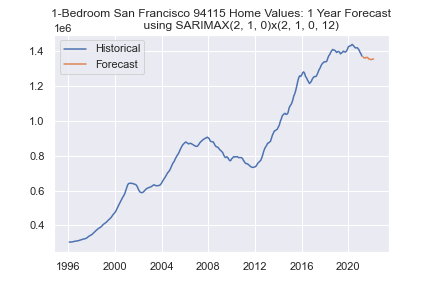 1-Bedroom San Francisco 94115 Home Values: 1 Year Forecast
using SARIMAX(2, 1, 0)x(2, 1, 0, 12)
1e6
Historical
Forecast
1.4
1.2
1.0
0.8
0.6
0.4
1996 2000 2004 2008 2012 2016 2020